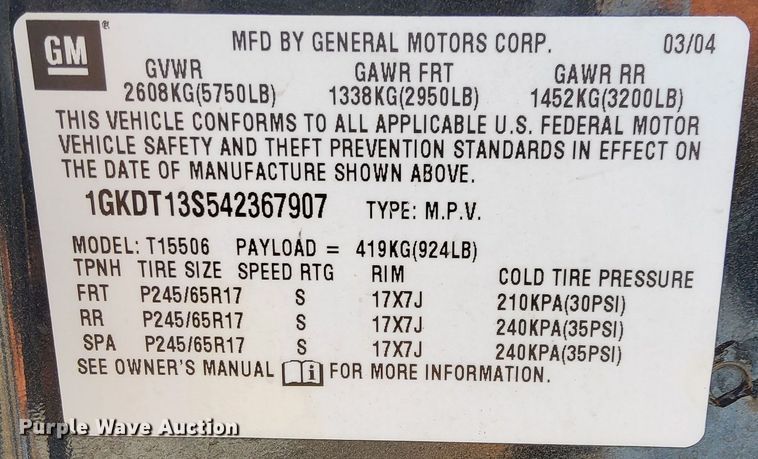 GM ® MFD BY GENERAL MOTORS CORP. 03/04
GVWR GAWR FRT GAWR RR
2608KG(5750LB) 1338KG(2950LB) 1452KG(3200LB)
THIS VEHICLE CONFORMS TO ALL APPLICABLE U.S. FEDERAL MOTOR
VEHICLE SAFETY AND THEFT PREVENTION STANDARDS IN EFFECT ON
THE DATE OF MANUFACTURE SHOWN ABOVE.
1GKDT13S542367907 TYPE: M.P.V.
MODEL: T15506 PAYLOAD = 419KG(924LB)
TPNH TIRE SIZE SPEED RTG RIM COLD TIRE PRESSURE
FRT P245/65R17 S 17X7J 210KPA(30PSI)
RR P245/65R17 S 17X7J 240KPA(35PSI)
SPA P245/65R17 S 17X7J 240KPA(35PSI)
SEE OWNER'S MANUAL i FOR MORE INFORMATION.
Purple Wave Auction